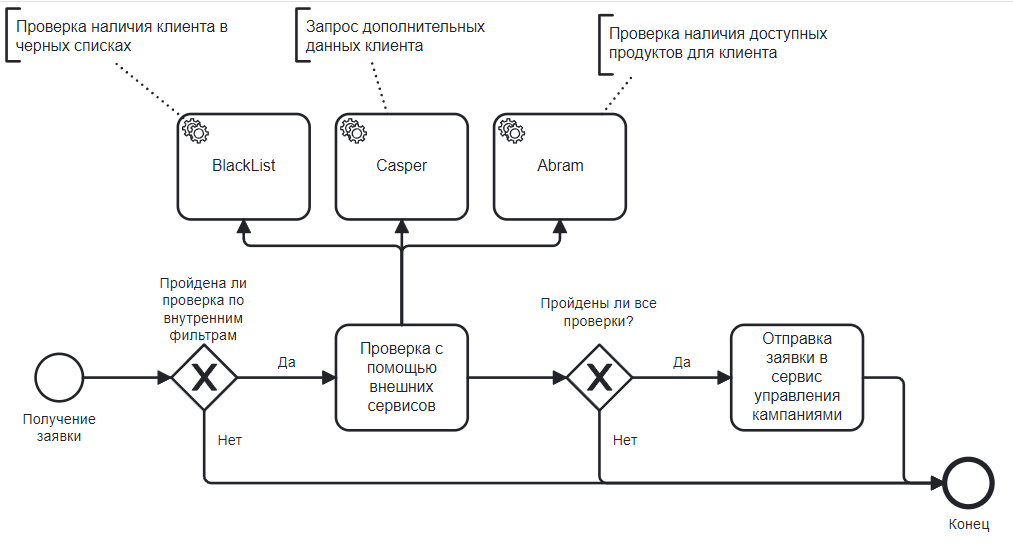 Проверка наличия клиента в
черных списках
Запрос дополнительных
данных клиента
Проверка наличия доступных
продуктов для клиента
BlackList
Casper
Abram
Пройдена ли
проверка по
внутренним
фильтрам
Пройдены ли все
проверки?
Получение
заявки
Да
Проверка с
помощью
внешних
сервисов
Да
Отправка
заявки в
сервис
управления
кампаниями
Нет
Нет
Конец